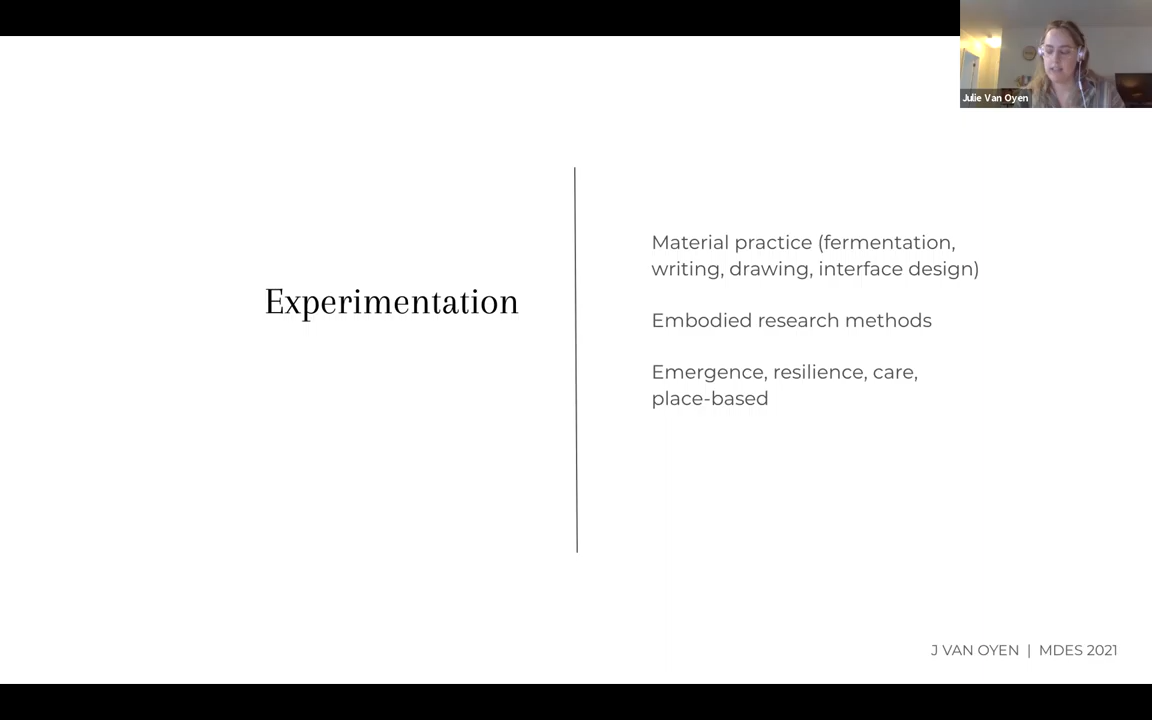 Julie Van Oyen
Experimentation
Material practice (fermentation,
writing, drawing, interface design)
Embodied research methods
Emergence, resilience, care,
place-based
J VAN OYEN | MDES 2021